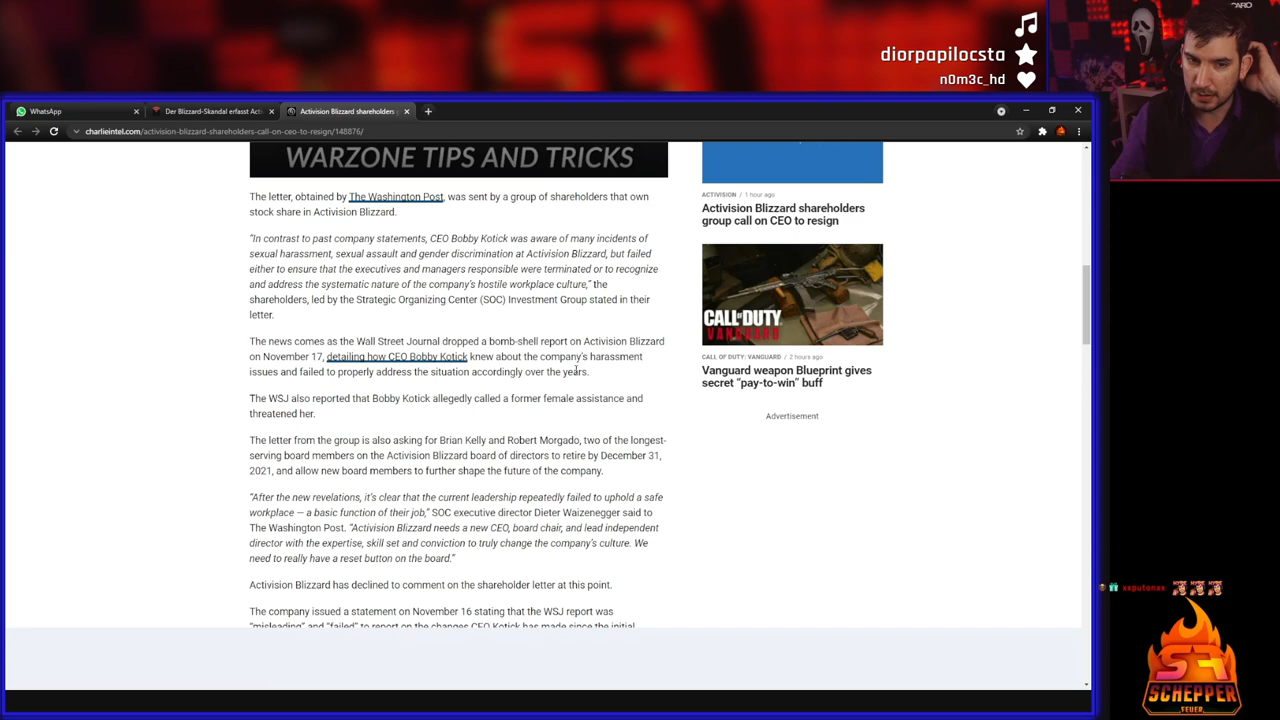 diorpapilocsta
n0m3c_hd
WhatsApp
Der Blizzard-Skandal erfasst Acti
Activision Blizzard shareholders
charlieintel.com/activision-blizzard-shareholders-call-on-ceo-to-resign/148876/
WARZONE TIPS AND TRICKS
The letter, obtained by The Washington Post, was sent by a group of shareholders that own
stock share in Activision Blizzard.
“In contrast to past company statements, CEO Bobby Kotick was aware of many incidents of
sexual harassment, sexual assault and gender discrimination at Activision Blizzard, but failed
either to ensure that the executives and managers responsible were terminated or to recognize
and address the systematic nature of the company’s hostile workplace culture,” the
shareholders, led by the Strategic Organizing Center (SOC) Investment Group stated in their
letter.
The news comes as the Wall Street Journal dropped a bomb-shell report on Activision Blizzard
on November 17, detailing how CEO Bobby Kotick knew about the company’s harassment
issues and failed to properly address the situation accordingly over the years.
The WSJ also reported that Bobby Kotick allegedly called a former female assistance and
threatened her.
The letter from the group is also asking for Brian Kelly and Robert Morgado, two of the longest-
serving board members on the Activision Blizzard board of directors to retire by December 31,
2021, and allow new board members to further shape the future of the company.
“After the new revelations, it’s clear that the current leadership repeatedly failed to uphold a safe
workplace — a basic function of their job,” SOC executive director Dieter Waizenegger said to
The Washington Post. “Activision Blizzard needs a new CEO, board chair, and lead independent
director with the expertise, skill set and conviction to truly change the company’s culture. We
need to really have a reset button on the board.”
Activision Blizzard has declined to comment on the shareholder letter at this point.
The company issued a statement on November 16 stating that the WSJ report was
“misleading” and “failed” to report on the changes CEO Kotick has made since the initial
ACTIVISION / 1 hour ago
Activision Blizzard shareholders
group call on CEO to resign
CALL OF DUTY
VANGUARD
CALL OF DUTY: VANGUARD / 2 hours ago
Vanguard weapon Blueprint gives
secret “pay-to-win” buff
Advertisement
xxputonxx
SF
SCHEPPER
FEUER